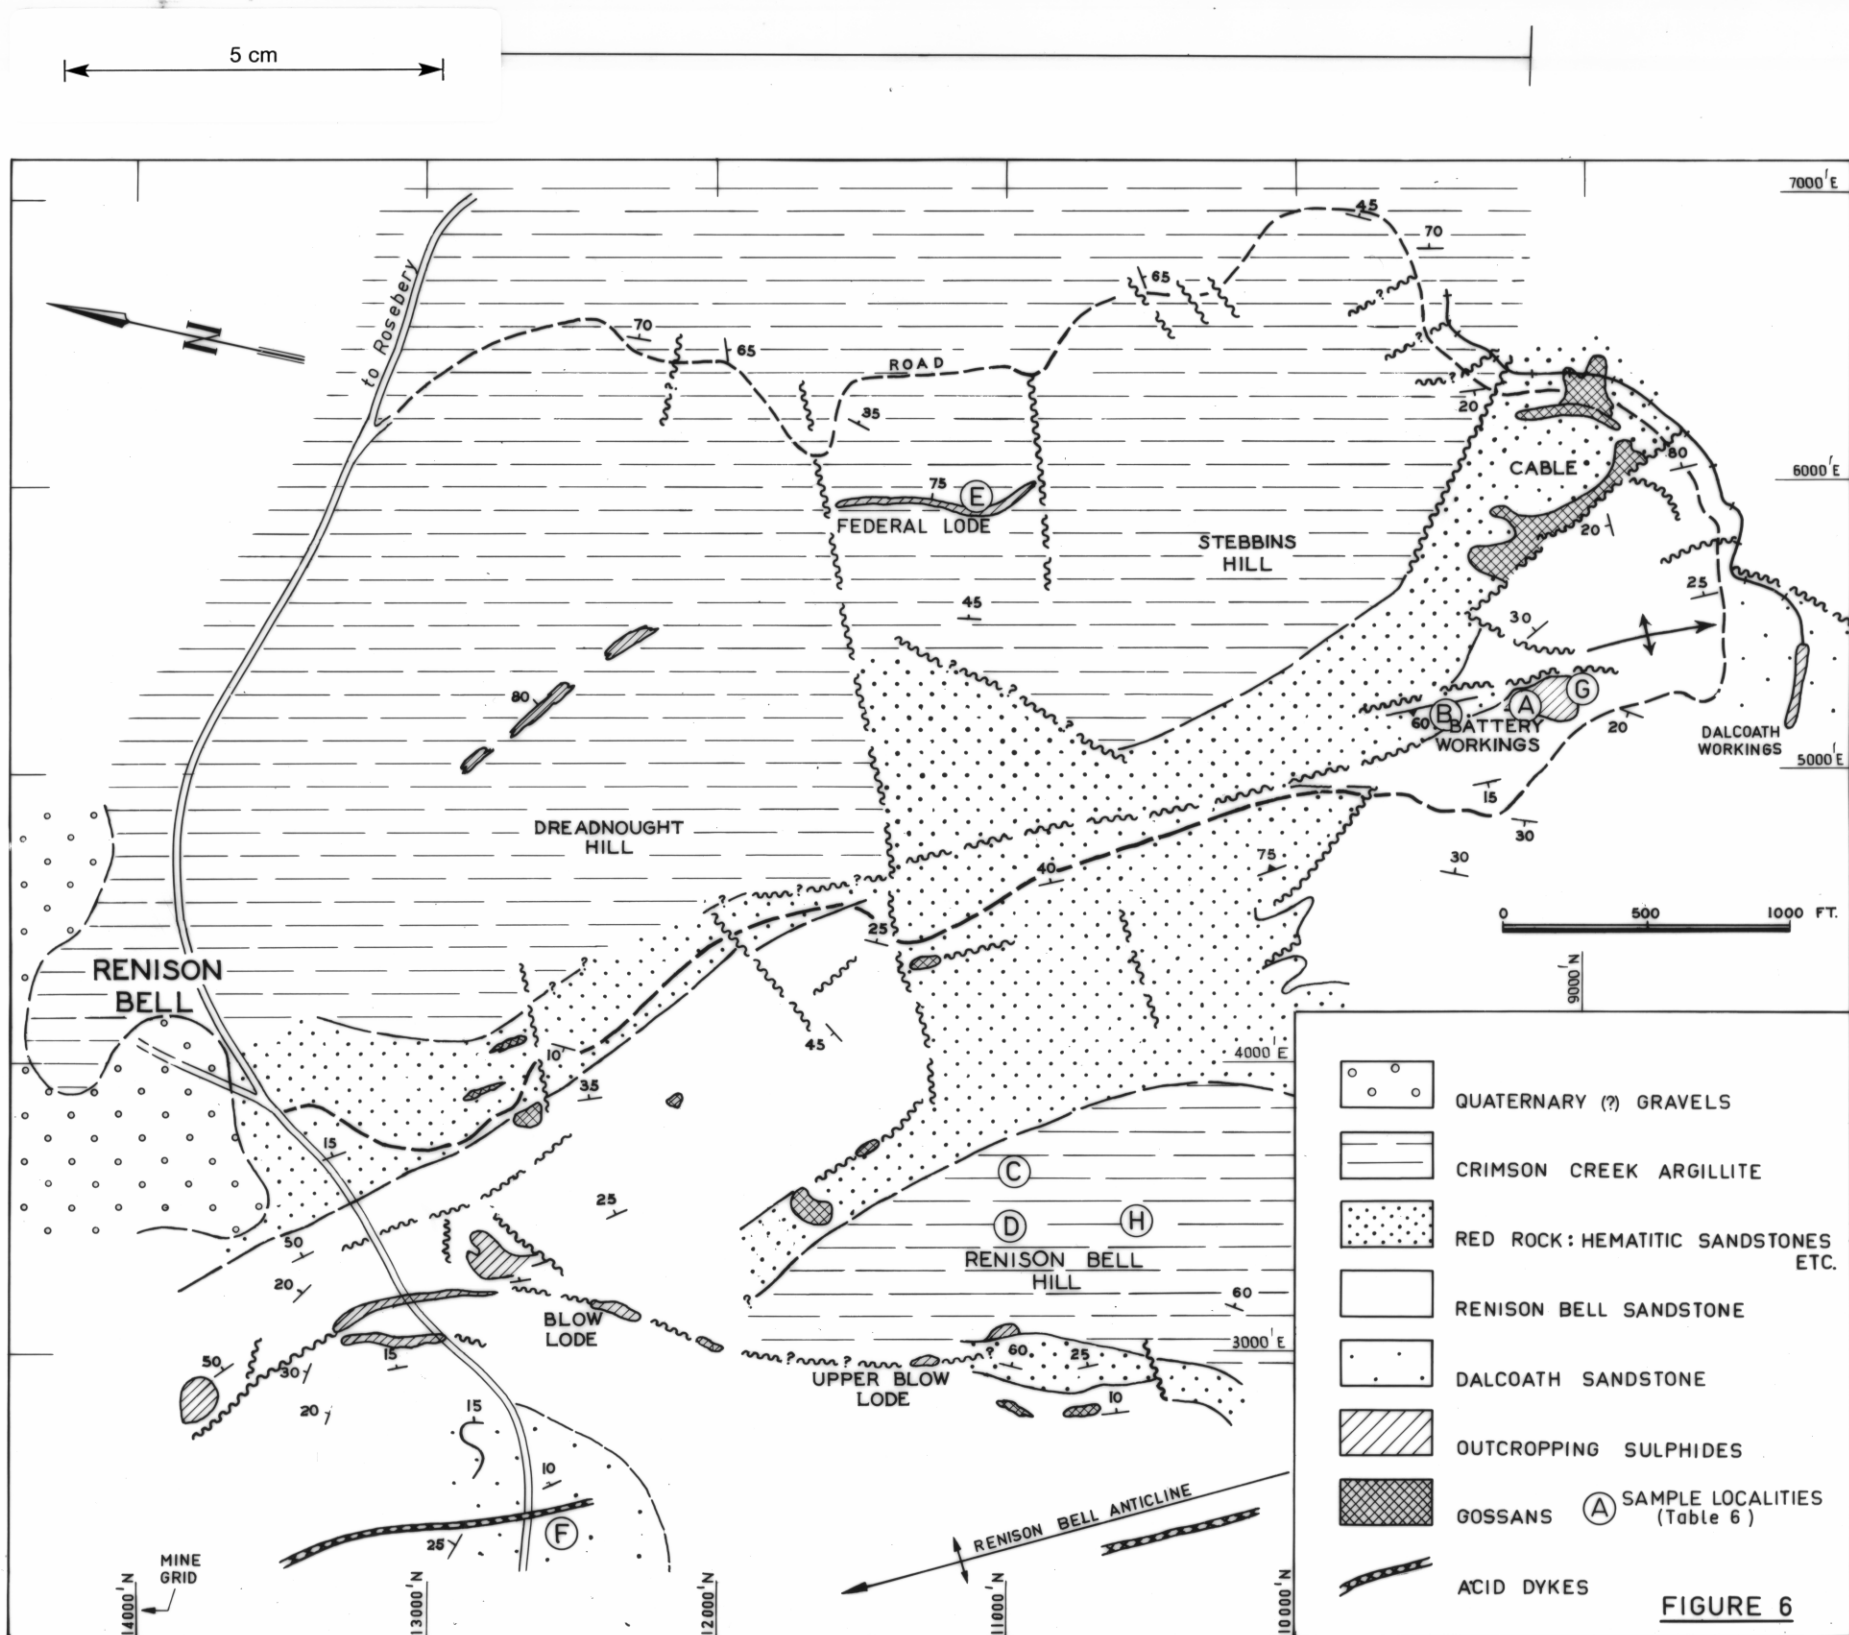 5 cm
7000'E
45
70
to Rosebery
65
70
N
65
ROAD
35
20
CABLE
80
6000'E
75
E
FEDERAL LODE
20
STEBBINS
HILL
45
25
30
80
G
A
B
60
BATTERY
WORKINGS
20
DALCOATH
WORKINGS
5000'E
15
DREADNOUGHT
HILL
30
75
30
40
0 500 1000 FT.
25
RENISON
BELL
9000'N
45
10
4000'E
35
15
C
25
D
H
50
RENISON BELL
HILL
20
60
BLOW
LODE
3000'E
15
50
30
60
25
UPPER BLOW
LODE
10
20
15
10
RENISON BELL ANTICLINE
F
25
MINE
GRID
14000'N
13000'N
12000'N
11000'N
10000'N
QUATERNARY (?) GRAVELS
CRIMSON CREEK ARGILLITE
RED ROCK: HEMATITIC SANDSTONES
ETC.
RENISON BELL SANDSTONE
DALCOATH SANDSTONE
OUTCROPPING SULPHIDES
GOSSANS
A SAMPLE LOCALITIES
(Table 6)
ACID DYKES
FIGURE 6